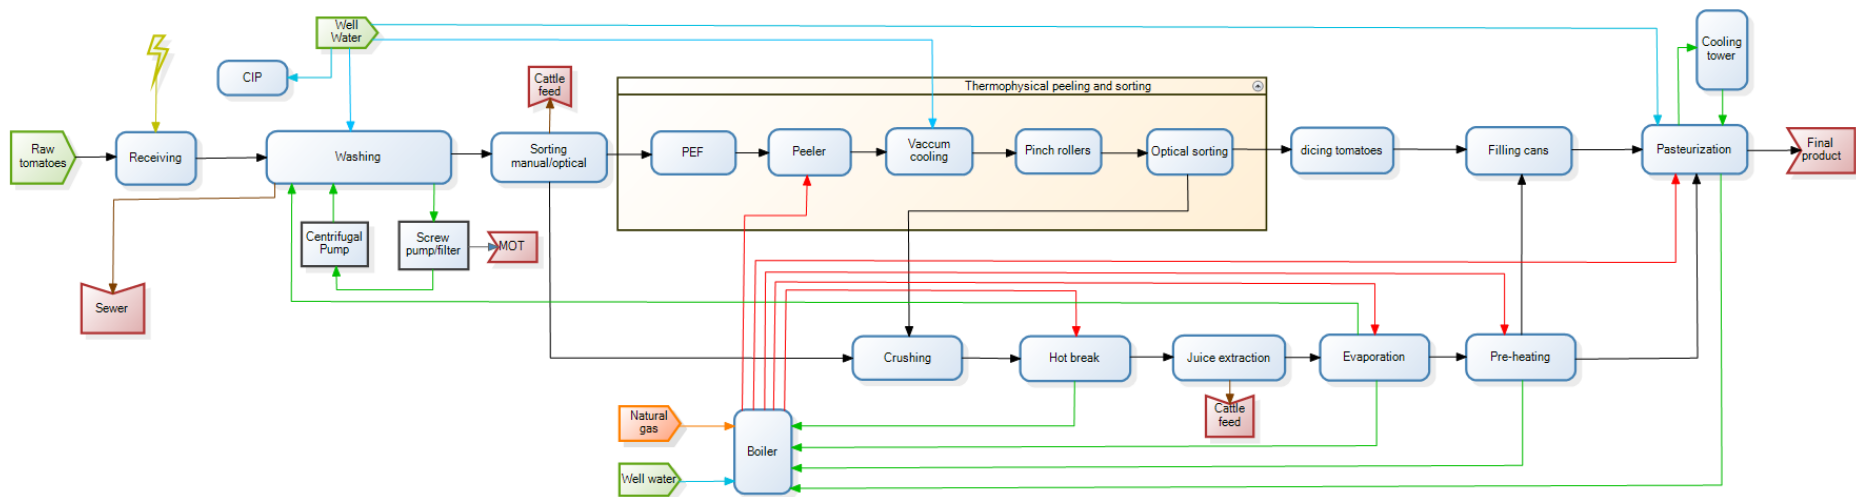 Well
Water
Cooling
tower
CIP
Cattle
feed
Thermophysical peeling and sorting
Raw
tomatoes
Receiving
Washing
Sorting
manual/optical
PEF
Peeler
Vaccum
cooling
Pinch rollers
Optical sorting
dicing tomatoes
Filling cans
Pasteurization
Final
product
Centrifugal
Pump
Screw
pump/filter
MOT
Sewer
Crushing
Hot break
Juice extraction
Evaporation
Pre-heating
Natural
gas
Cattle
feed
Boiler
Well water